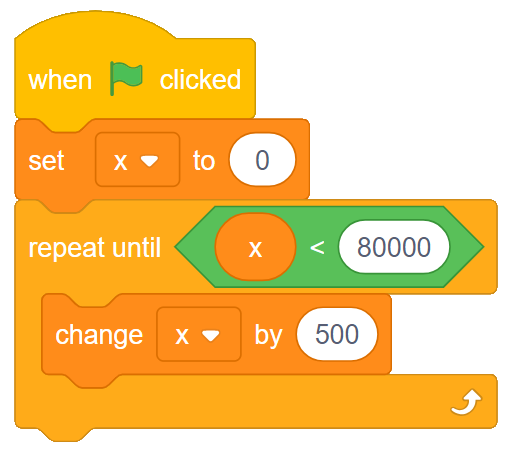 when clicked
set x to 0
repeat until x < 80000
change x by 500